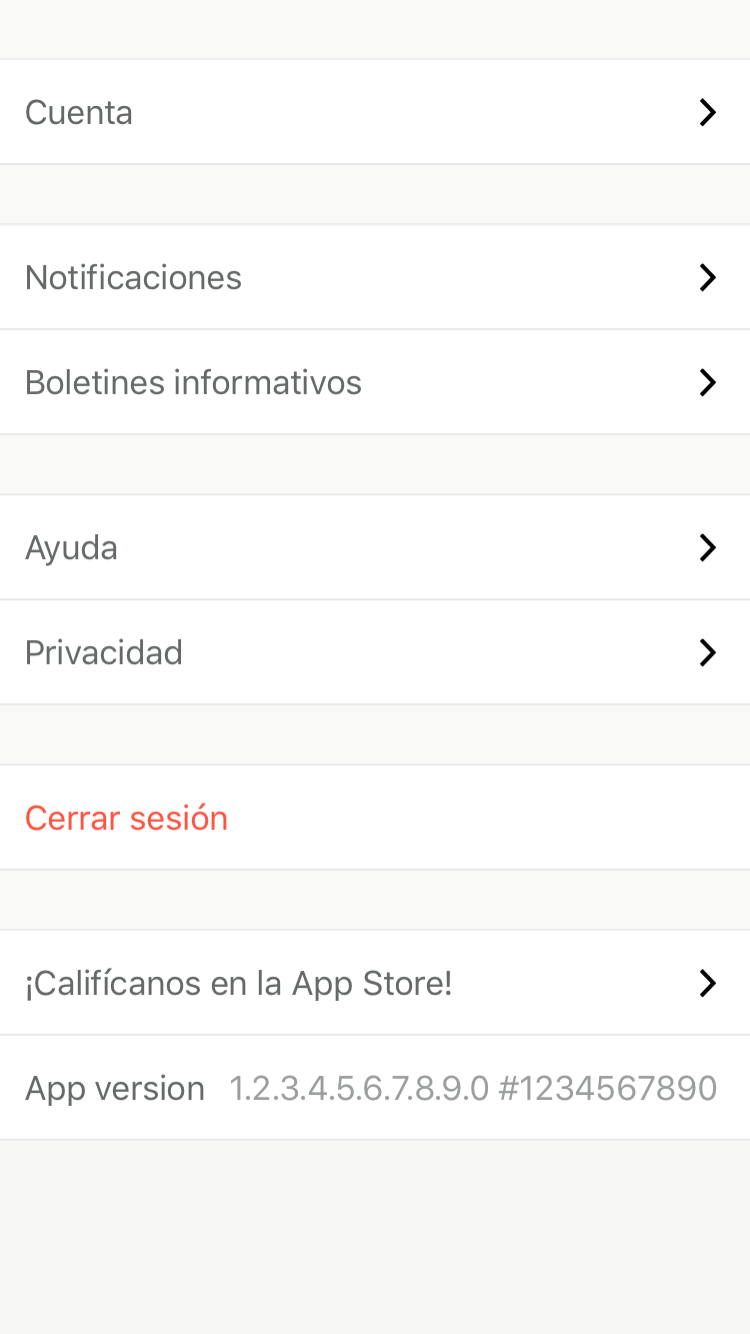 Cuenta
Notificaciones
Boletines informativos
Ayuda
Privacidad
Cerrar sesión
¡Califícanos en la App Store!
App version 1.2.3.4.5.6.7.8.9.0 #1234567890